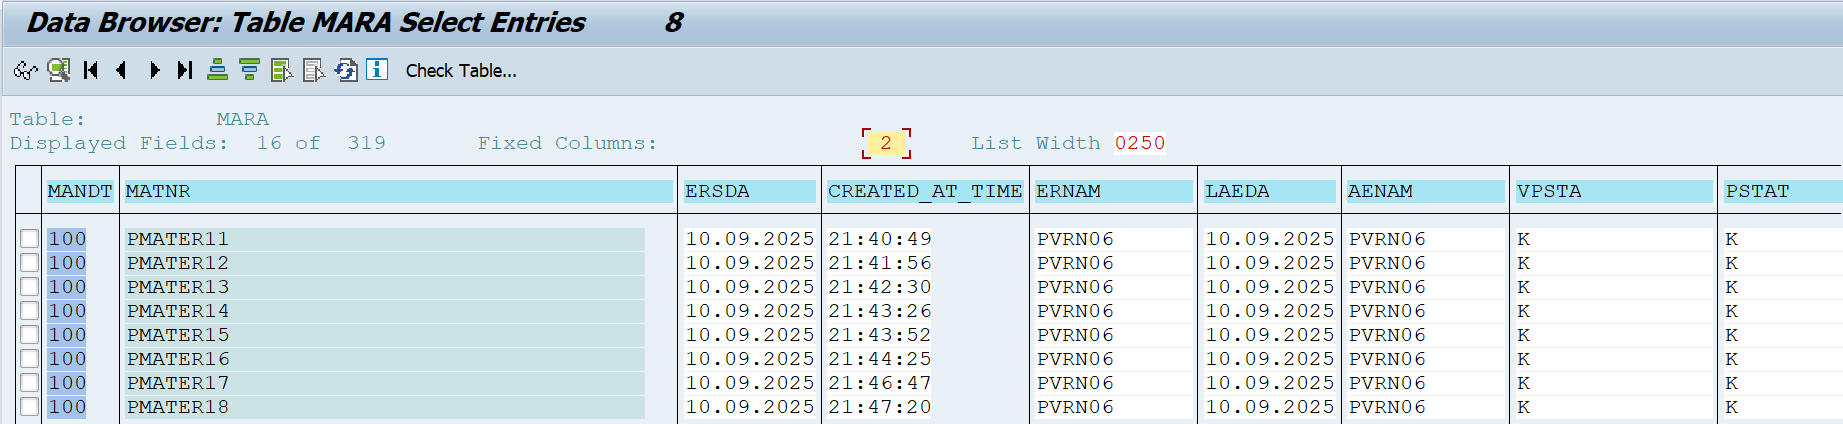 Data Browser: Table MARA Select Entries 8
Check Table...
Table: MARA
Displayed Fields: 16 of 319 Fixed Columns: 2 List Width 0250
MANDT MATNR ERSDA CREATED_AT_TIME ERNAM LAEDA AENAM VPSTA PSTAT
100 PMATER11 10.09.2025 21:40:49 PVRN06 10.09.2025 PVRN06 K K
100 PMATER12 10.09.2025 21:41:56 PVRN06 10.09.2025 PVRN06 K K
100 PMATER13 10.09.2025 21:42:30 PVRN06 10.09.2025 PVRN06 K K
100 PMATER14 10.09.2025 21:43:26 PVRN06 10.09.2025 PVRN06 K K
100 PMATER15 10.09.2025 21:43:52 PVRN06 10.09.2025 PVRN06 K K
100 PMATER16 10.09.2025 21:44:25 PVRN06 10.09.2025 PVRN06 K K
100 PMATER17 10.09.2025 21:46:47 PVRN06 10.09.2025 PVRN06 K K
100 PMATER18 10.09.2025 21:47:20 PVRN06 10.09.2025 PVRN06 K K